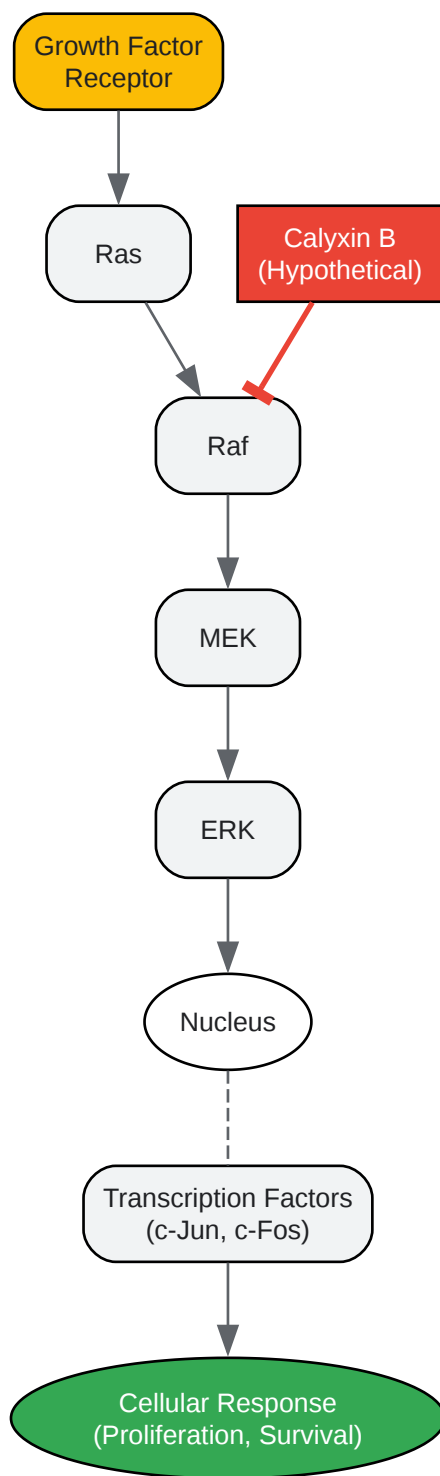 Growth Factor
Receptor
Ras
Calyxin B
(Hypothetical)
Raf
MEK
ERK
Nucleus
Transcription Factors
(c-Jun, c-Fos)
Cellular Response
(Proliferation, Survival)